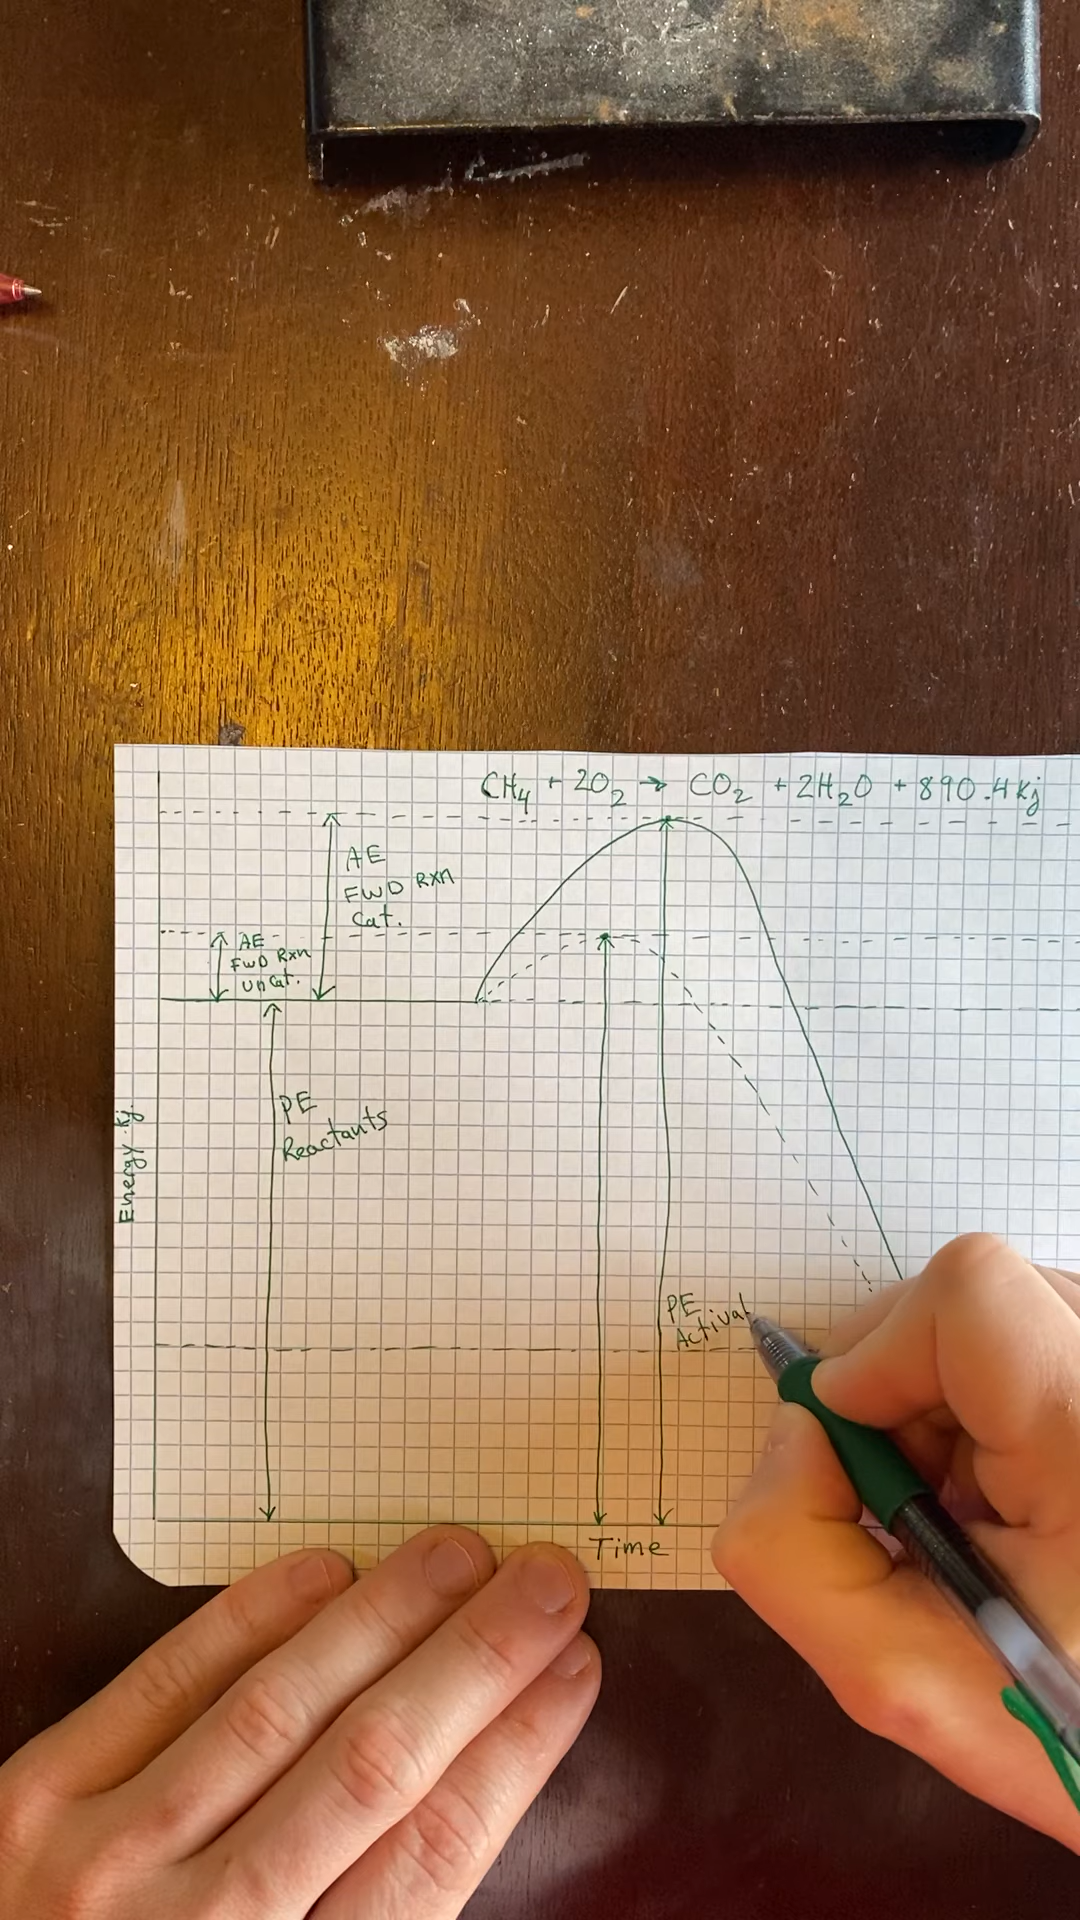 CH₄ + 2O₂ → CO₂ + 2H₂O + 890.4 Kj
AE
FWD RXN
Cat.
AE
FWD Rxn
Uncat.
PE
Reactants
Energy Kj
PE
Activat
Time